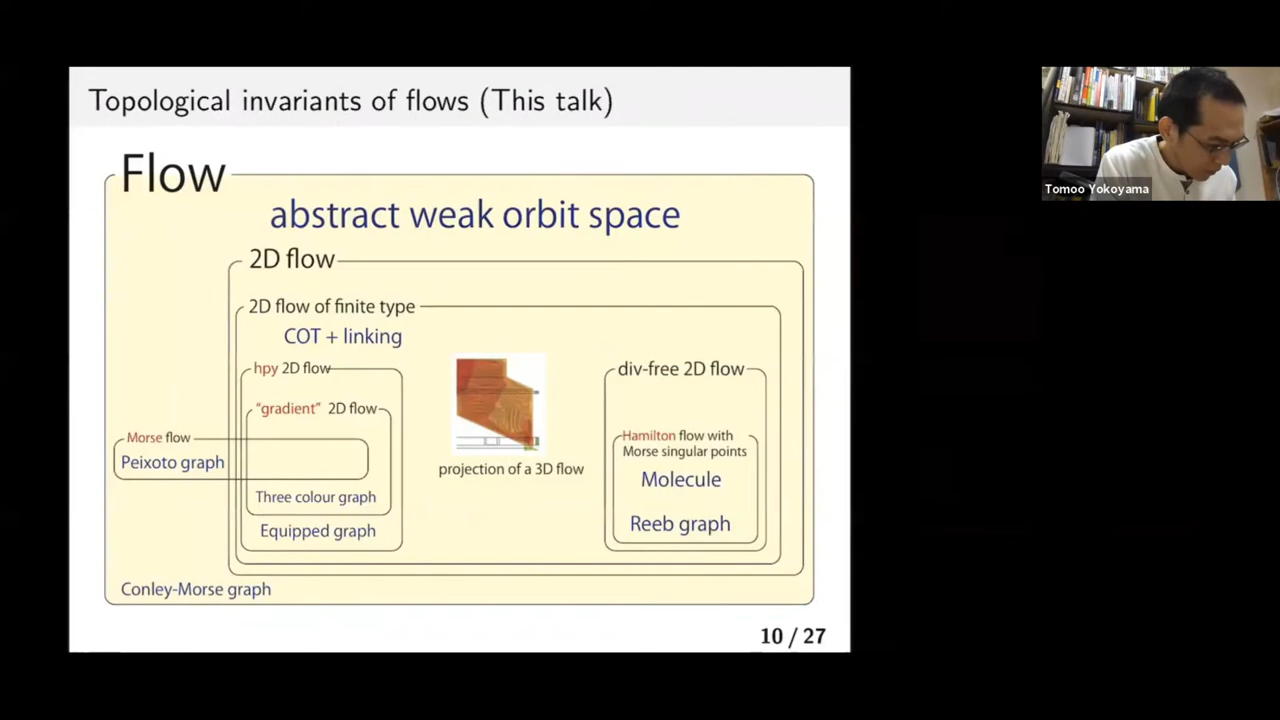 Topological invariants of flows (This talk)
Flow
abstract weak orbit space
2D flow
2D flow of finite type
COT + linking
hpy 2D flow
"gradient" 2D flow
Morse flow
Peixoto graph
Three colour graph
Equipped graph
projection of a 3D flow
div-free 2D flow
Hamilton flow with
Morse singular points
Molecule
Reeb graph
Conley-Morse graph
10 / 27
Tomoo Yokoyama